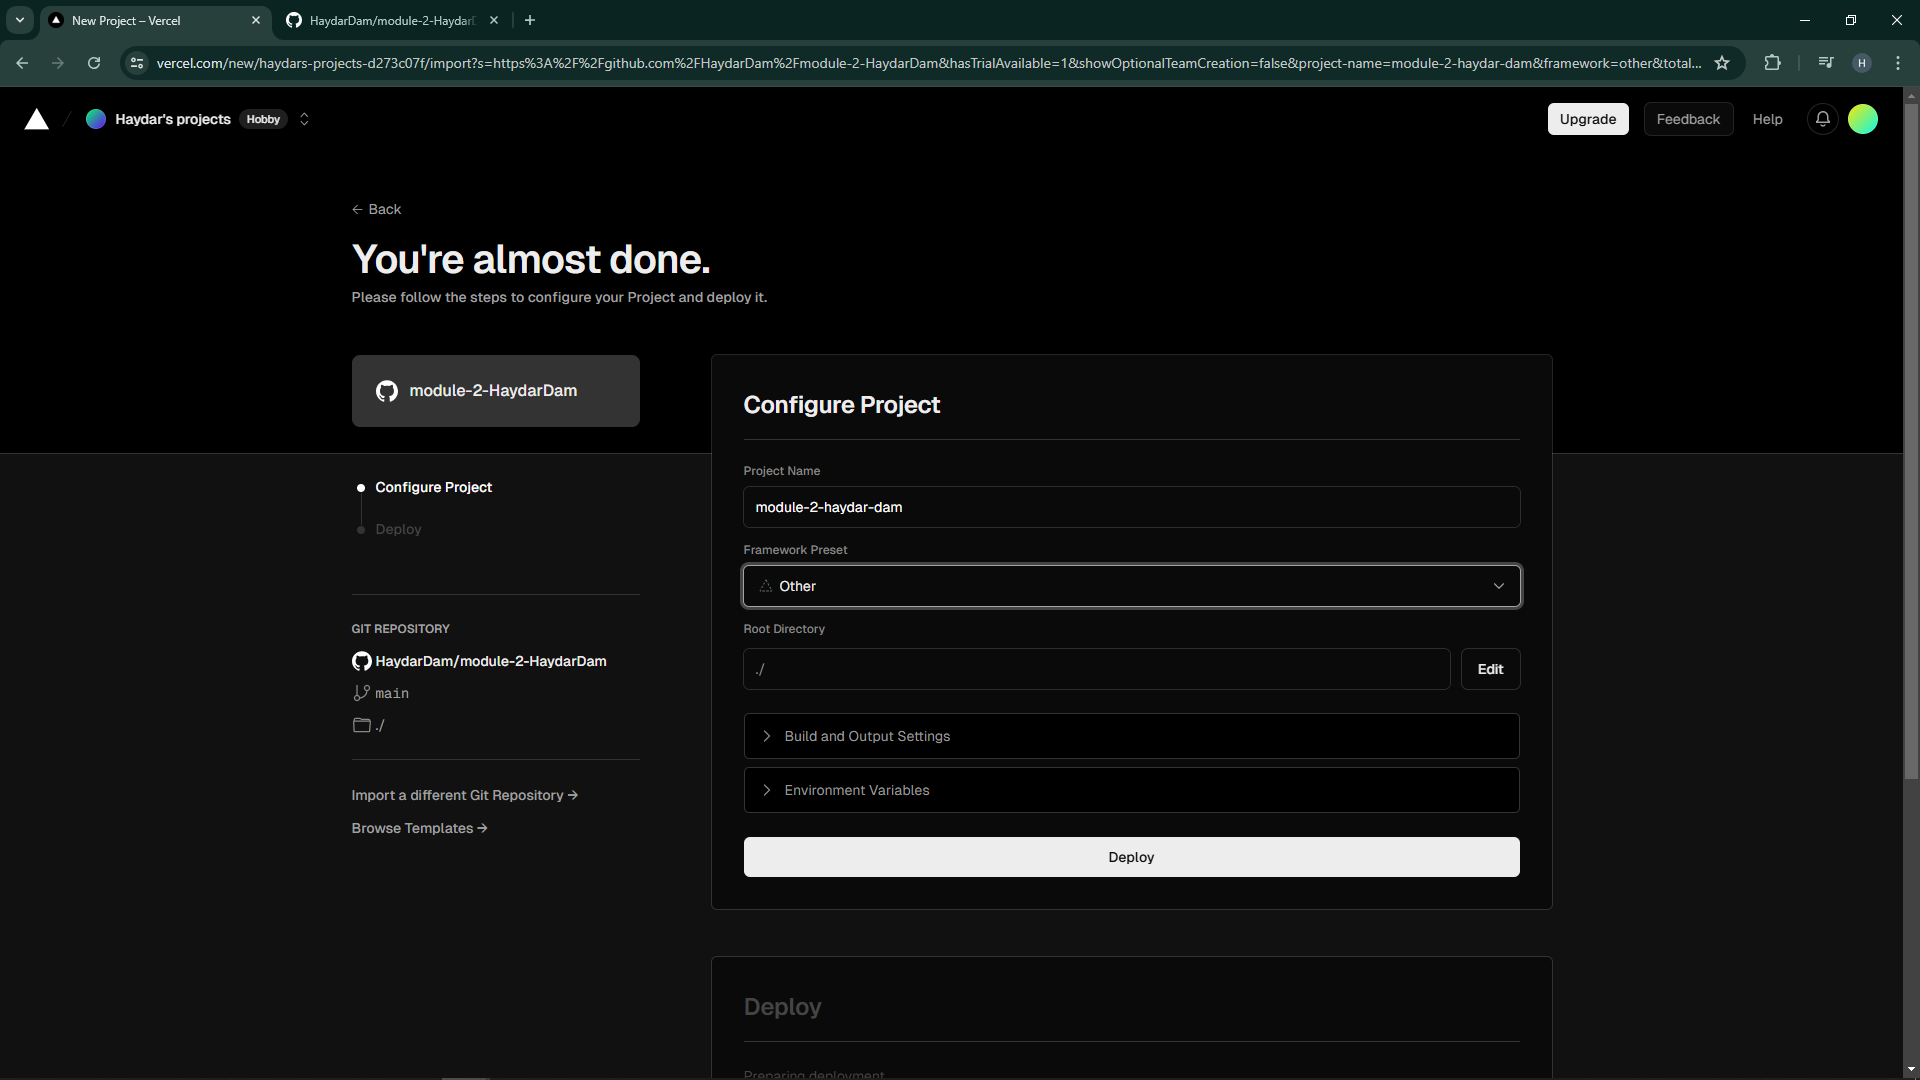 New Project – Vercel
HaydarDam/module-2-Haydar
vercel.com/new/haydars-projects-d273c07f/import?s=https%3A%2F%2Fgithub.com%2FHaydarDam%2Fmodule-2-HaydarDam&hasTrialAvailable=1&showOptionalTeamCreation=false&project-name=module-2-haydar-dam&framework=other&total...
H
Haydar's projects
Hobby
Upgrade
Feedback
Help
← Back
You're almost done.
Please follow the steps to configure your Project and deploy it.
module-2-HaydarDam
Configure Project
Deploy
GIT REPOSITORY
HaydarDam/module-2-HaydarDam
main
./
Import a different Git Repository →
Browse Templates →
Configure Project
Project Name
module-2-haydar-dam
Framework Preset
Other
Root Directory
./
Edit
Build and Output Settings
Environment Variables
Deploy
Deploy
Preparing deployment